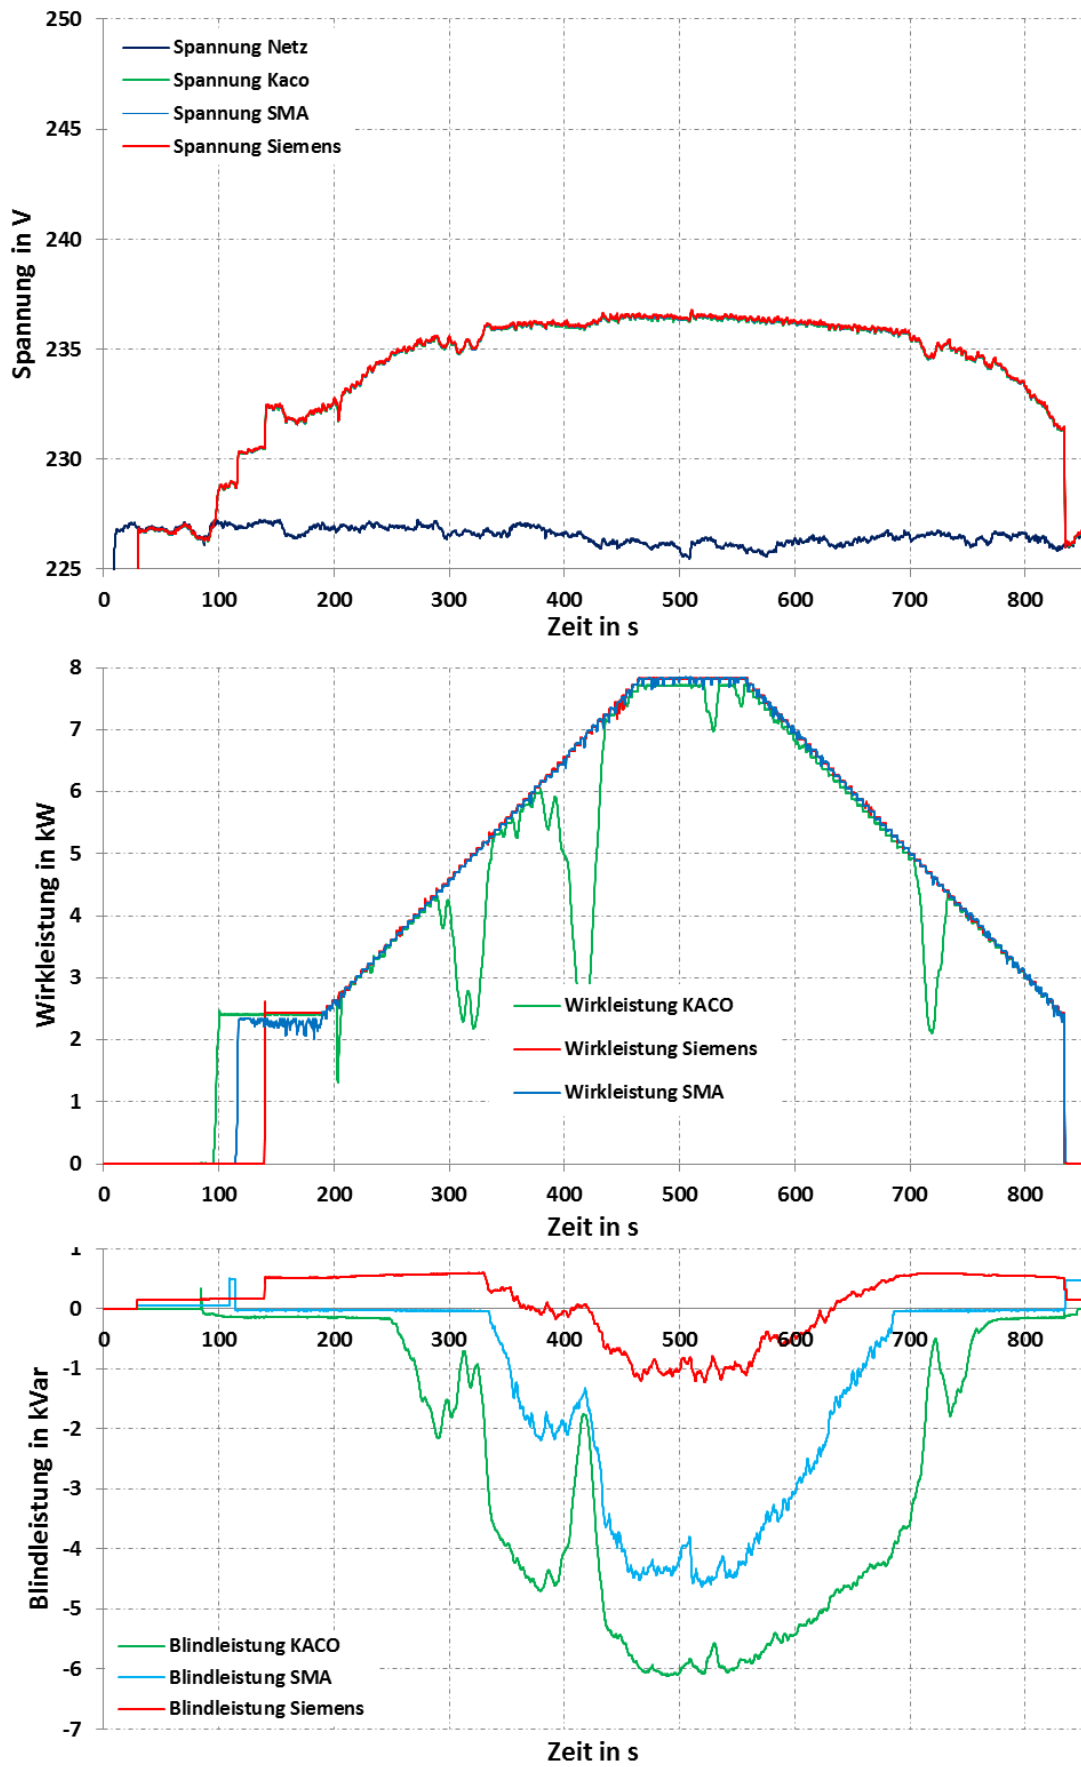 250
245
240
235
230
225
Spannung in V
Spannung Netz
Spannung Kaco
Spannung SMA
Spannung Siemens
0 100 200 300 400 500 600 700 800
Zeit in s
8
7
6
5
4
3
2
1
0
Wirkleistung in kW
Wirkleistung KACO
Wirkleistung Siemens
Wirkleistung SMA
0 100 200 300 400 500 600 700 800
Zeit in s
1
0
-1
-2
-3
-4
-5
-6
-7
Blindleistung in kVar
0 100 200 300 400 500 600 700 800
Blindleistung KACO
Blindleistung SMA
Blindleistung Siemens
Zeit in s